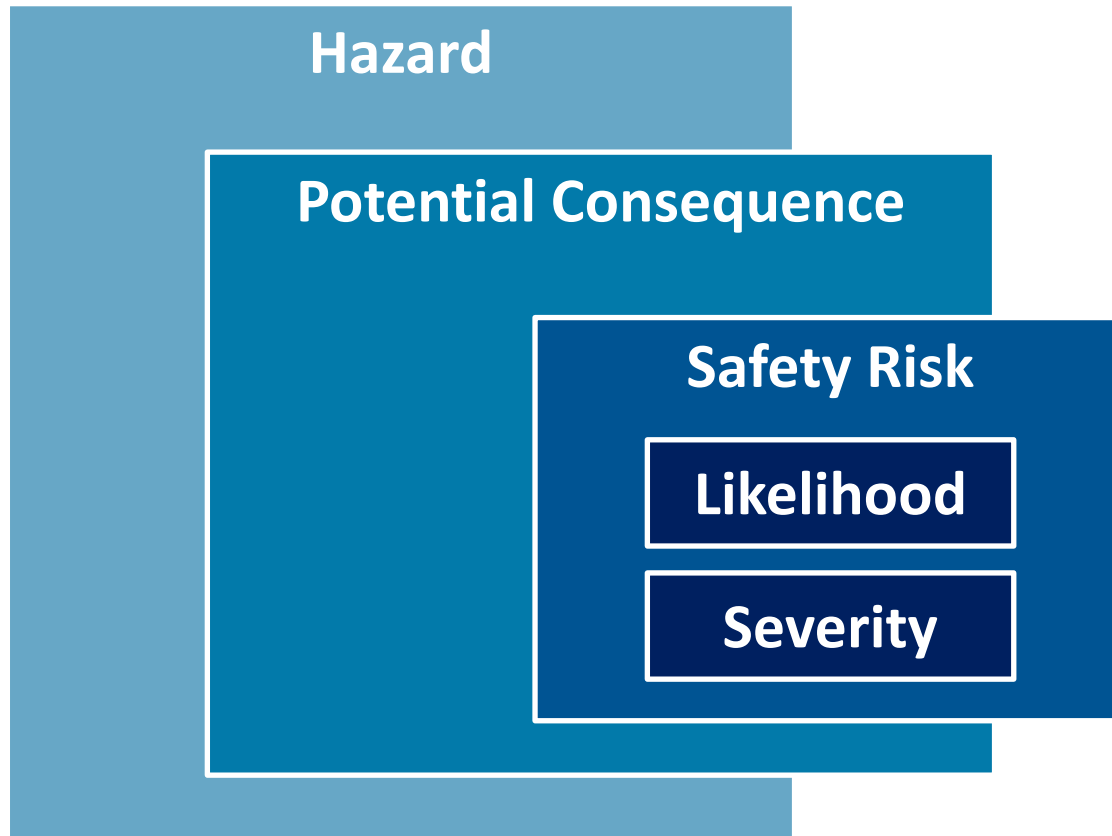 Hazard
Potential Consequence
Safety Risk
Likelihood
Severity